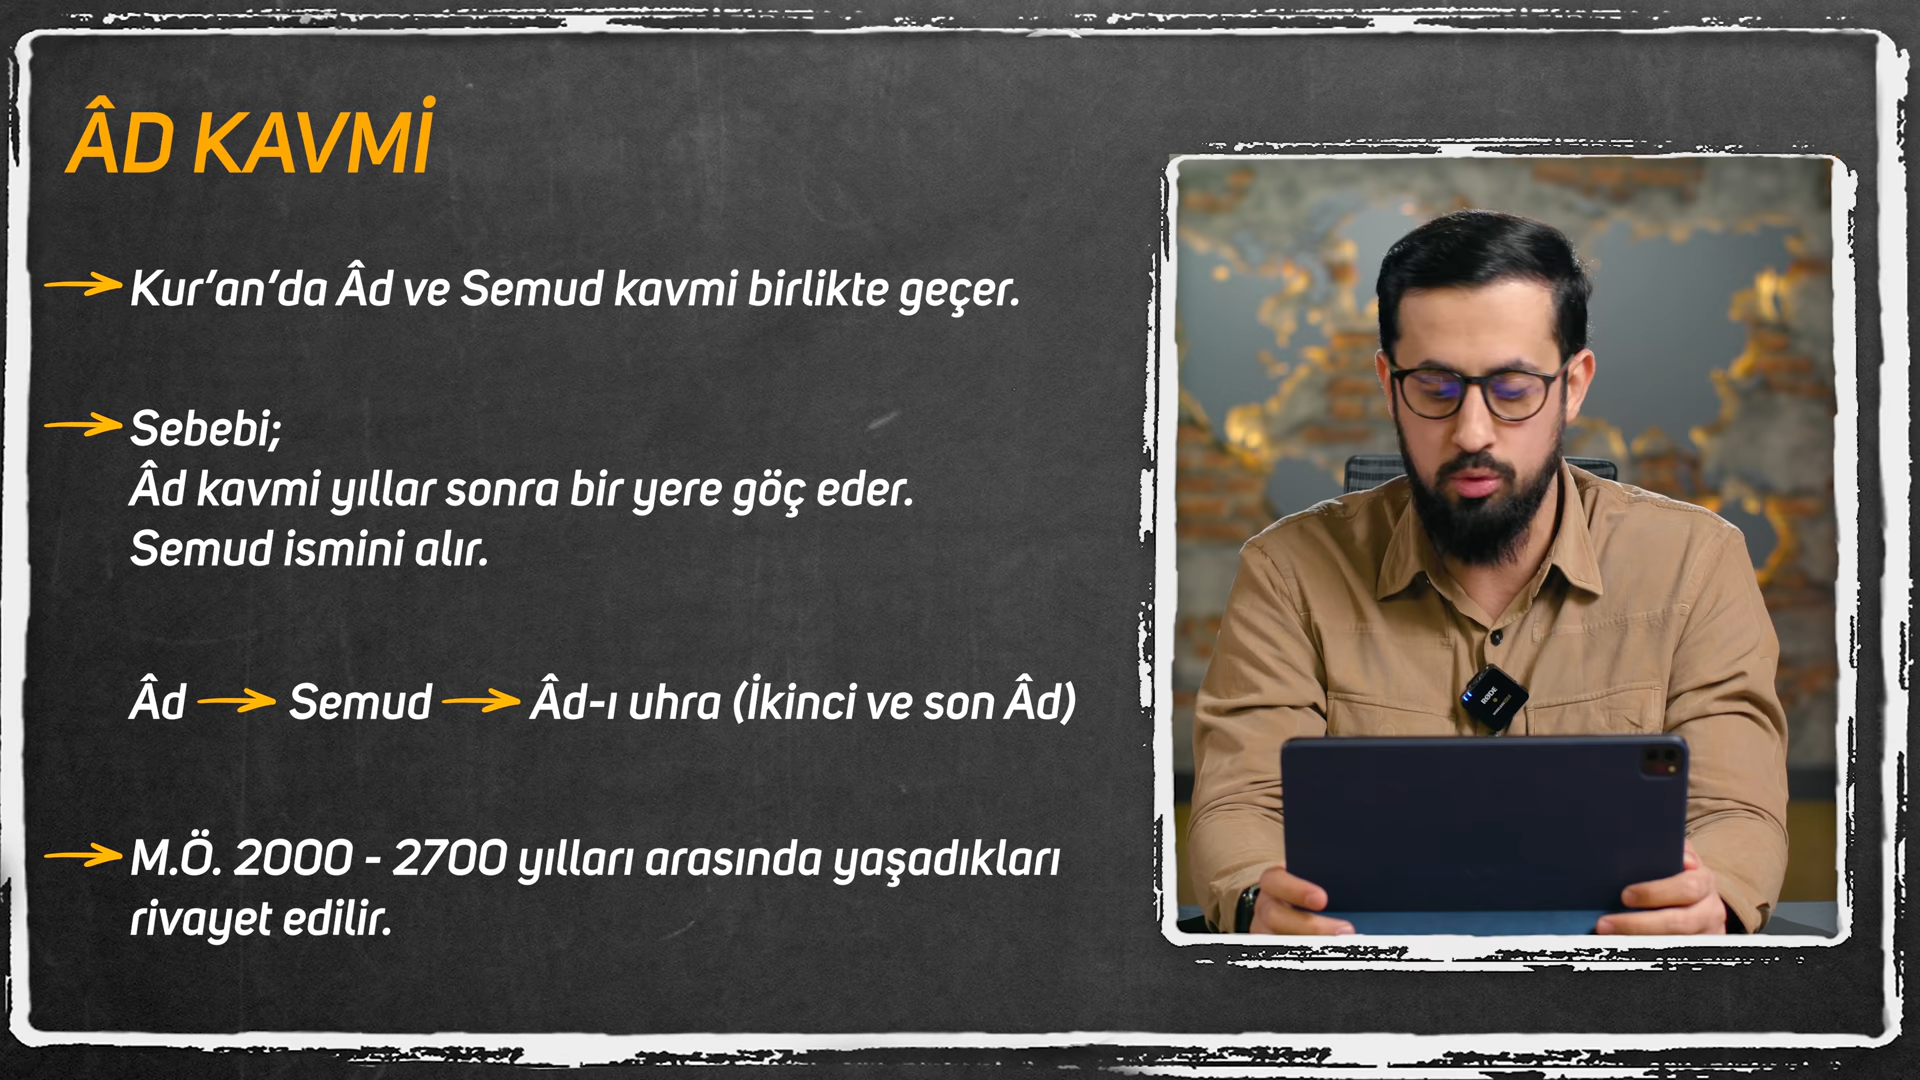 ÂD KAVMİ
Kur’an’da Âd ve Semud kavmi birlikte geçer.
Sebebi;
Âd kavmi yıllar sonra bir yere göç eder.
Semud ismini alır.
Âd → Semud → Âd-ı uhra (İkinci ve son Âd)
M.Ö. 2000 - 2700 yılları arasında yaşadıkları
rivayet edilir.
RØDE